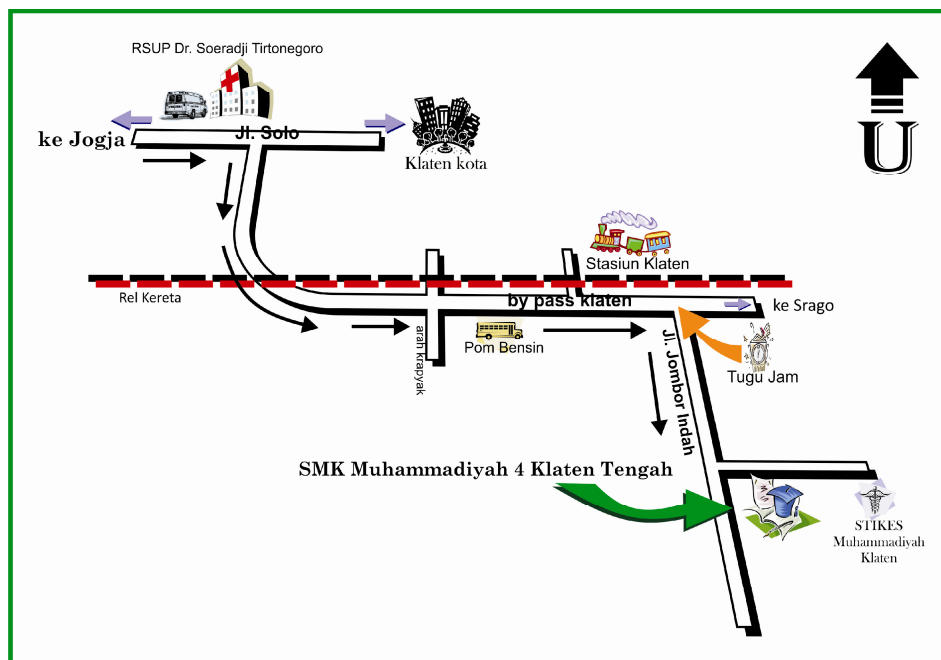 RSUP Dr. Soeradji Tirtonegoro
ke Jogja
Jl. Solo
Klaten kota
U
Stasiun Klaten
Rel Kereta
by pass klaten
ke Srago
arah krapyak
Pom Bensin
Jl. Jombor Indah
Tugu Jam
SMK Muhammadiyah 4 Klaten Tengah
STIKES
Muhammadiyah
Klaten